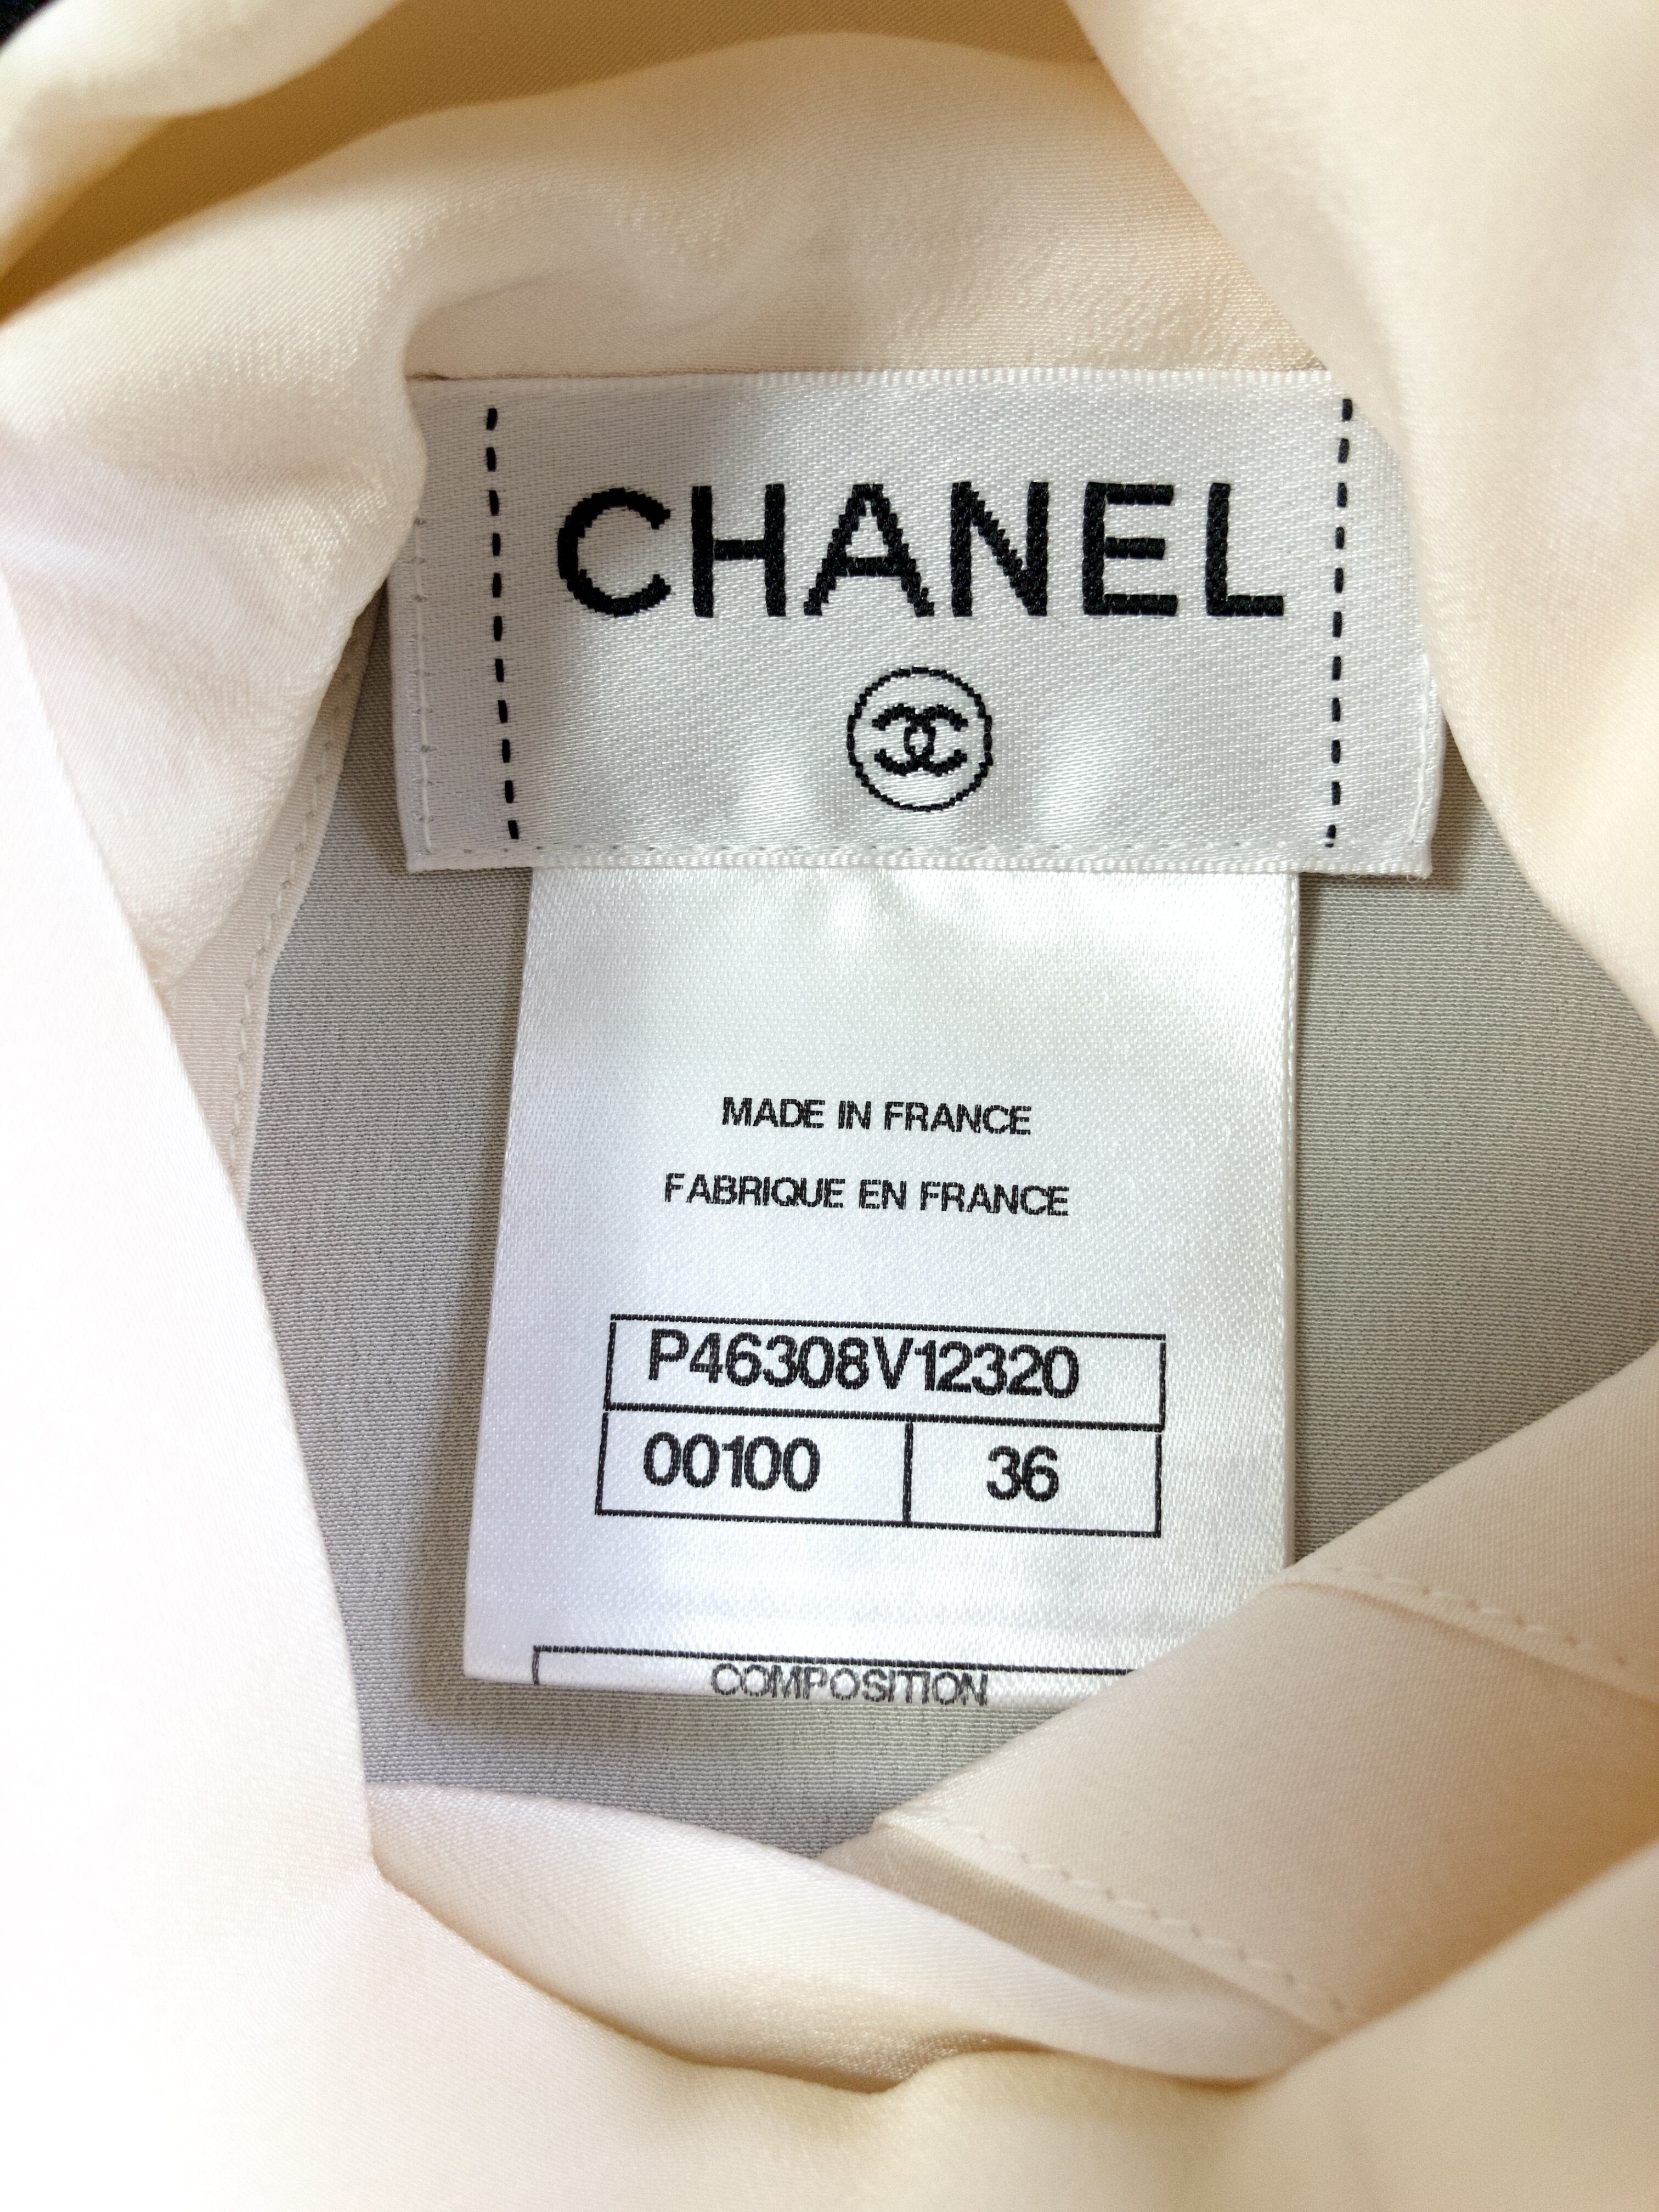 CHANEL
MADE IN FRANCE
FABRIQUE EN FRANCE
P46308V12320
00100 36
COMPOSITION